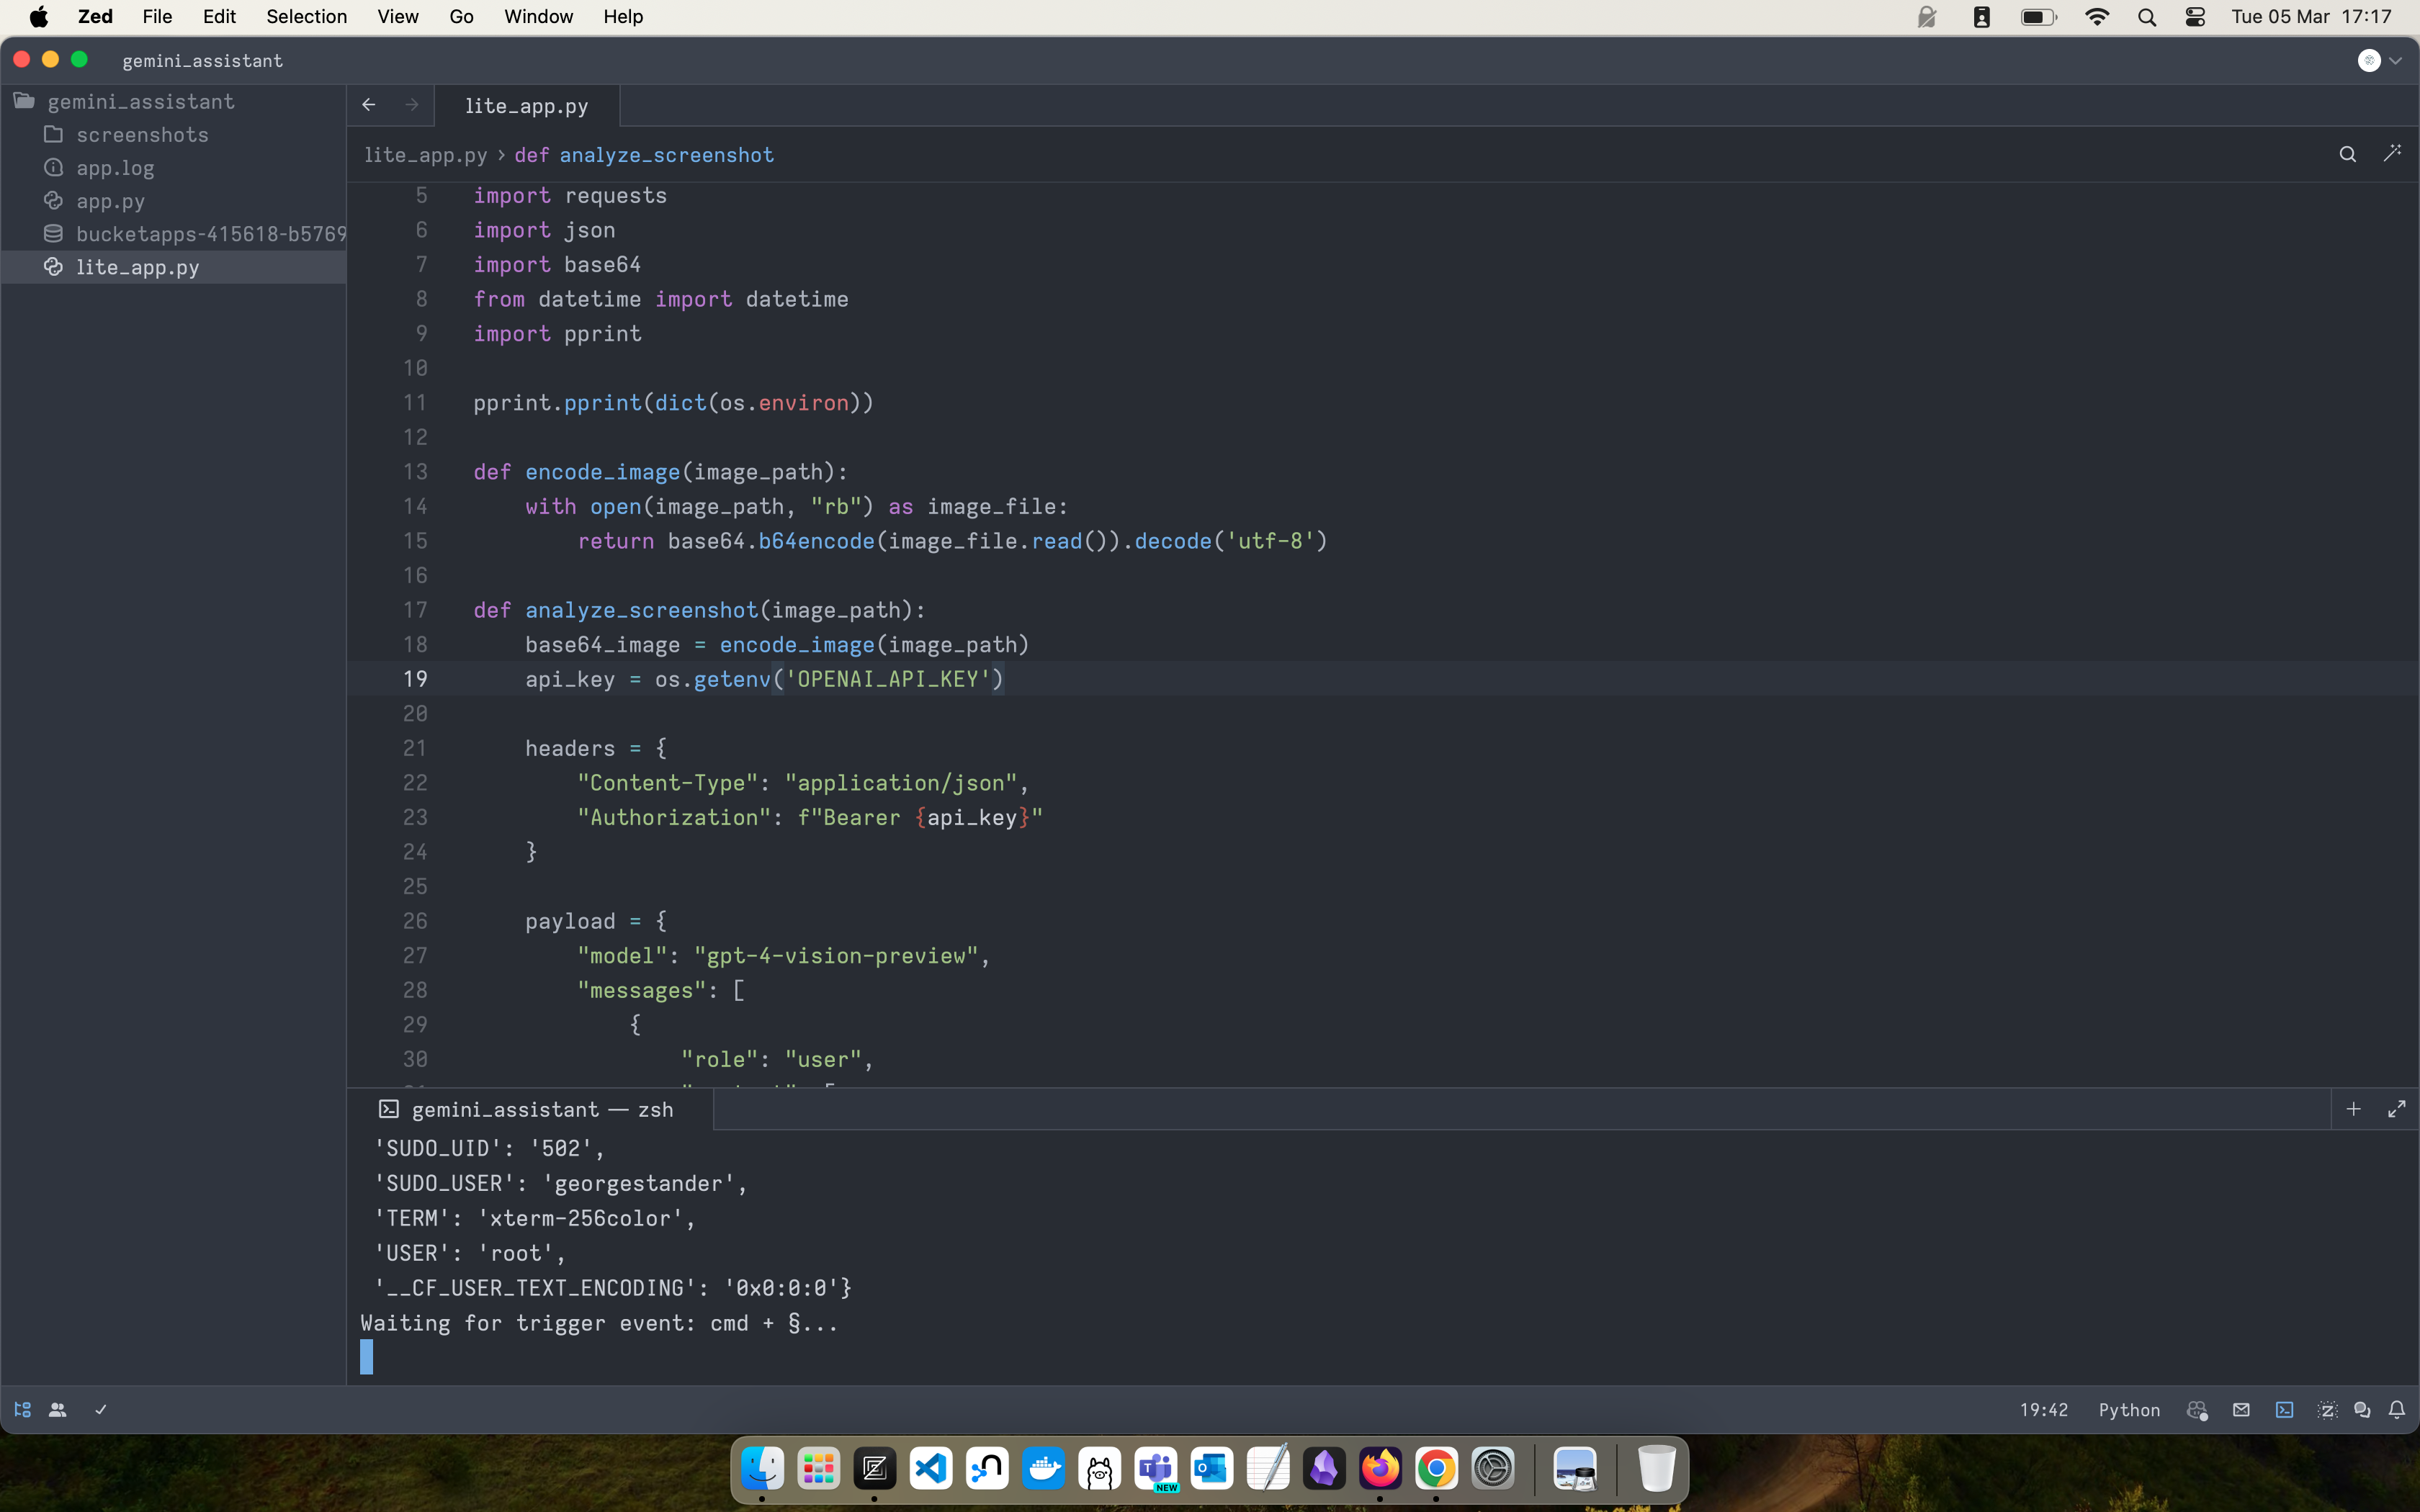 Zed File Edit Selection View Go Window Help Tue 05 Mar 17:17
gemini_assistant
gemini_assistant
screenshots
app.log
app.py
bucketapps-415618-b5769
lite_app.py
lite_app.py
lite_app.py › def analyze_screenshot
5 import requests
6 import json
7 import base64
8 from datetime import datetime
9 import pprint
10
11 pprint.pprint(dict(os.environ))
12
13 def encode_image(image_path):
14 with open(image_path, "rb") as image_file:
15 return base64.b64encode(image_file.read()).decode('utf-8')
16
17 def analyze_screenshot(image_path):
18 base64_image = encode_image(image_path)
19 api_key = os.getenv('OPENAI_API_KEY')
20
21 headers = {
22 "Content-Type": "application/json",
23 "Authorization": f"Bearer {api_key}"
24 }
25
26 payload = {
27 "model": "gpt-4-vision-preview",
28 "messages": [
29 {
30 "role": "user",
gemini_assistant — zsh
'SUDO_UID': '502',
'SUDO_USER': 'georgestander',
'TERM': 'xterm-256color',
'USER': 'root',
'__CF_USER_TEXT_ENCODING': '0x0:0:0'}
Waiting for trigger event: cmd + §...
19:42 Python
NEW